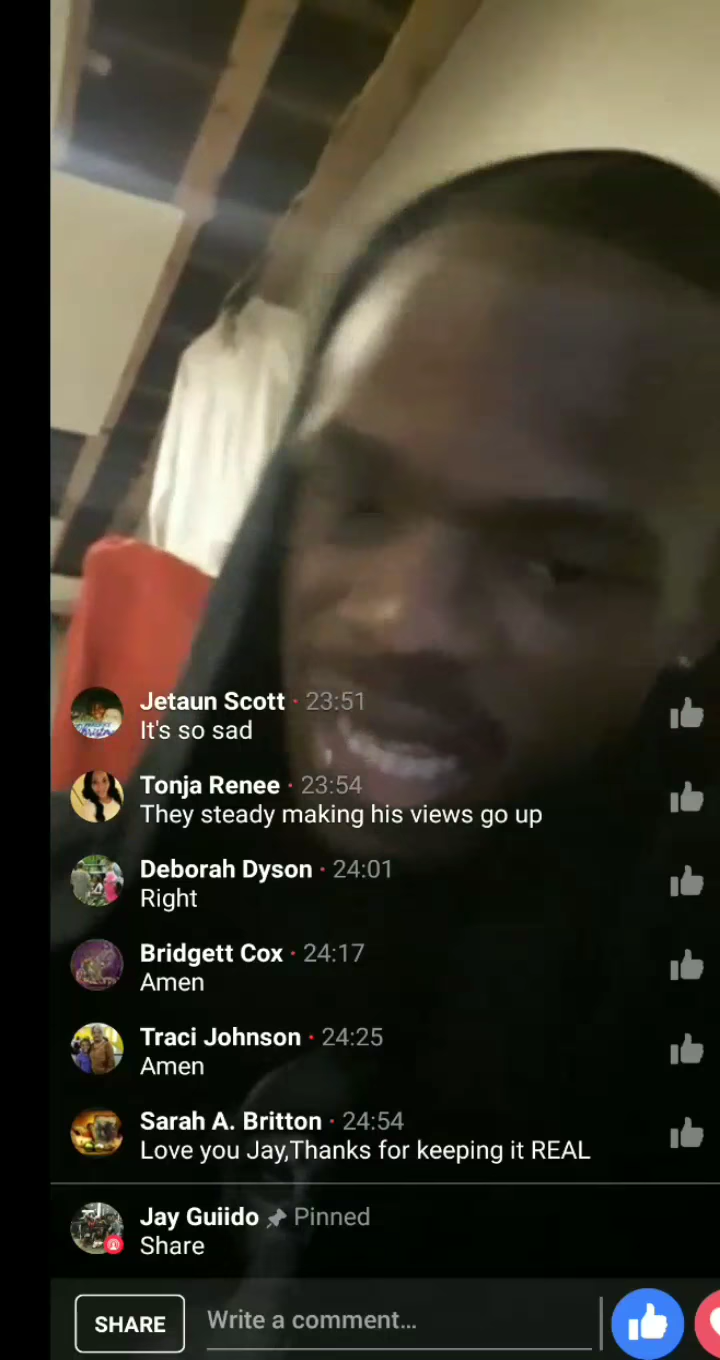 Jetaun Scott · 23:51
It's so sad
Tonja Renee · 23:54
They steady making his views go up
Deborah Dyson · 24:01
Right
Bridgett Cox · 24:17
Amen
Traci Johnson · 24:25
Amen
Sarah A. Britton · 24:54
Love you Jay,Thanks for keeping it REAL
Jay Guiido Pinned
Share
SHARE Write a comment...